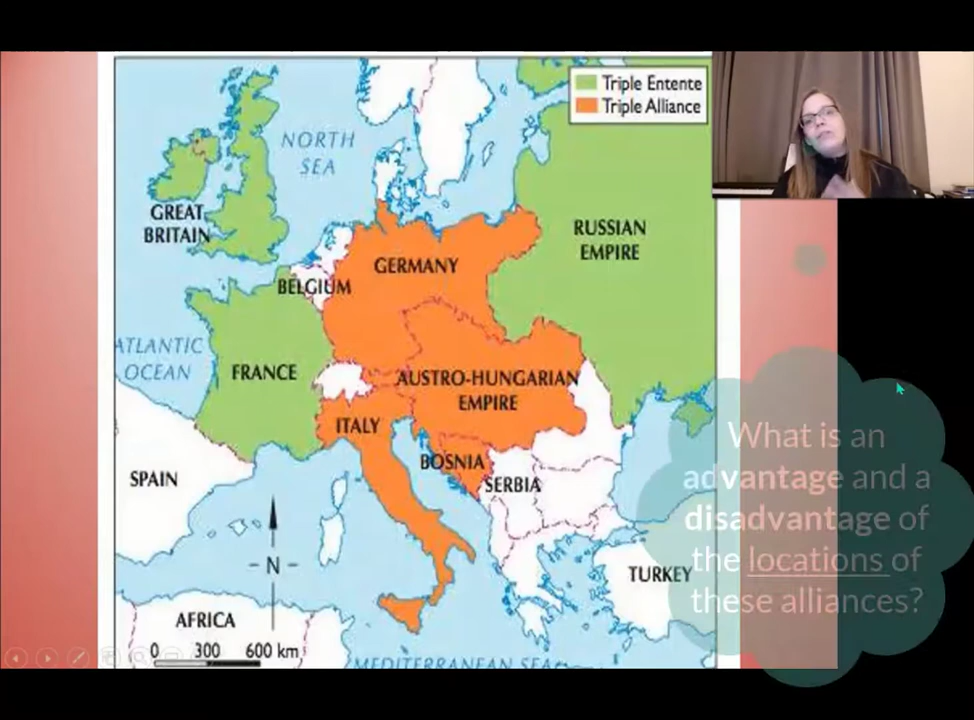 Triple Entente
Triple Alliance
NORTH
SEA
GREAT
BRITAIN
RUSSIAN
EMPIRE
GERMANY
BELGIUM
ATLANTIC
OCEAN
FRANCE
AUSTRO-HUNGARIAN
EMPIRE
ITALY
BOSNIA
SERBIA
SPAIN
What is an
advantage and a
disadvantage of
the locations of
these alliances?
N
TURKEY
AFRICA
0 300 600 km
MEDITERRANEAN SEA